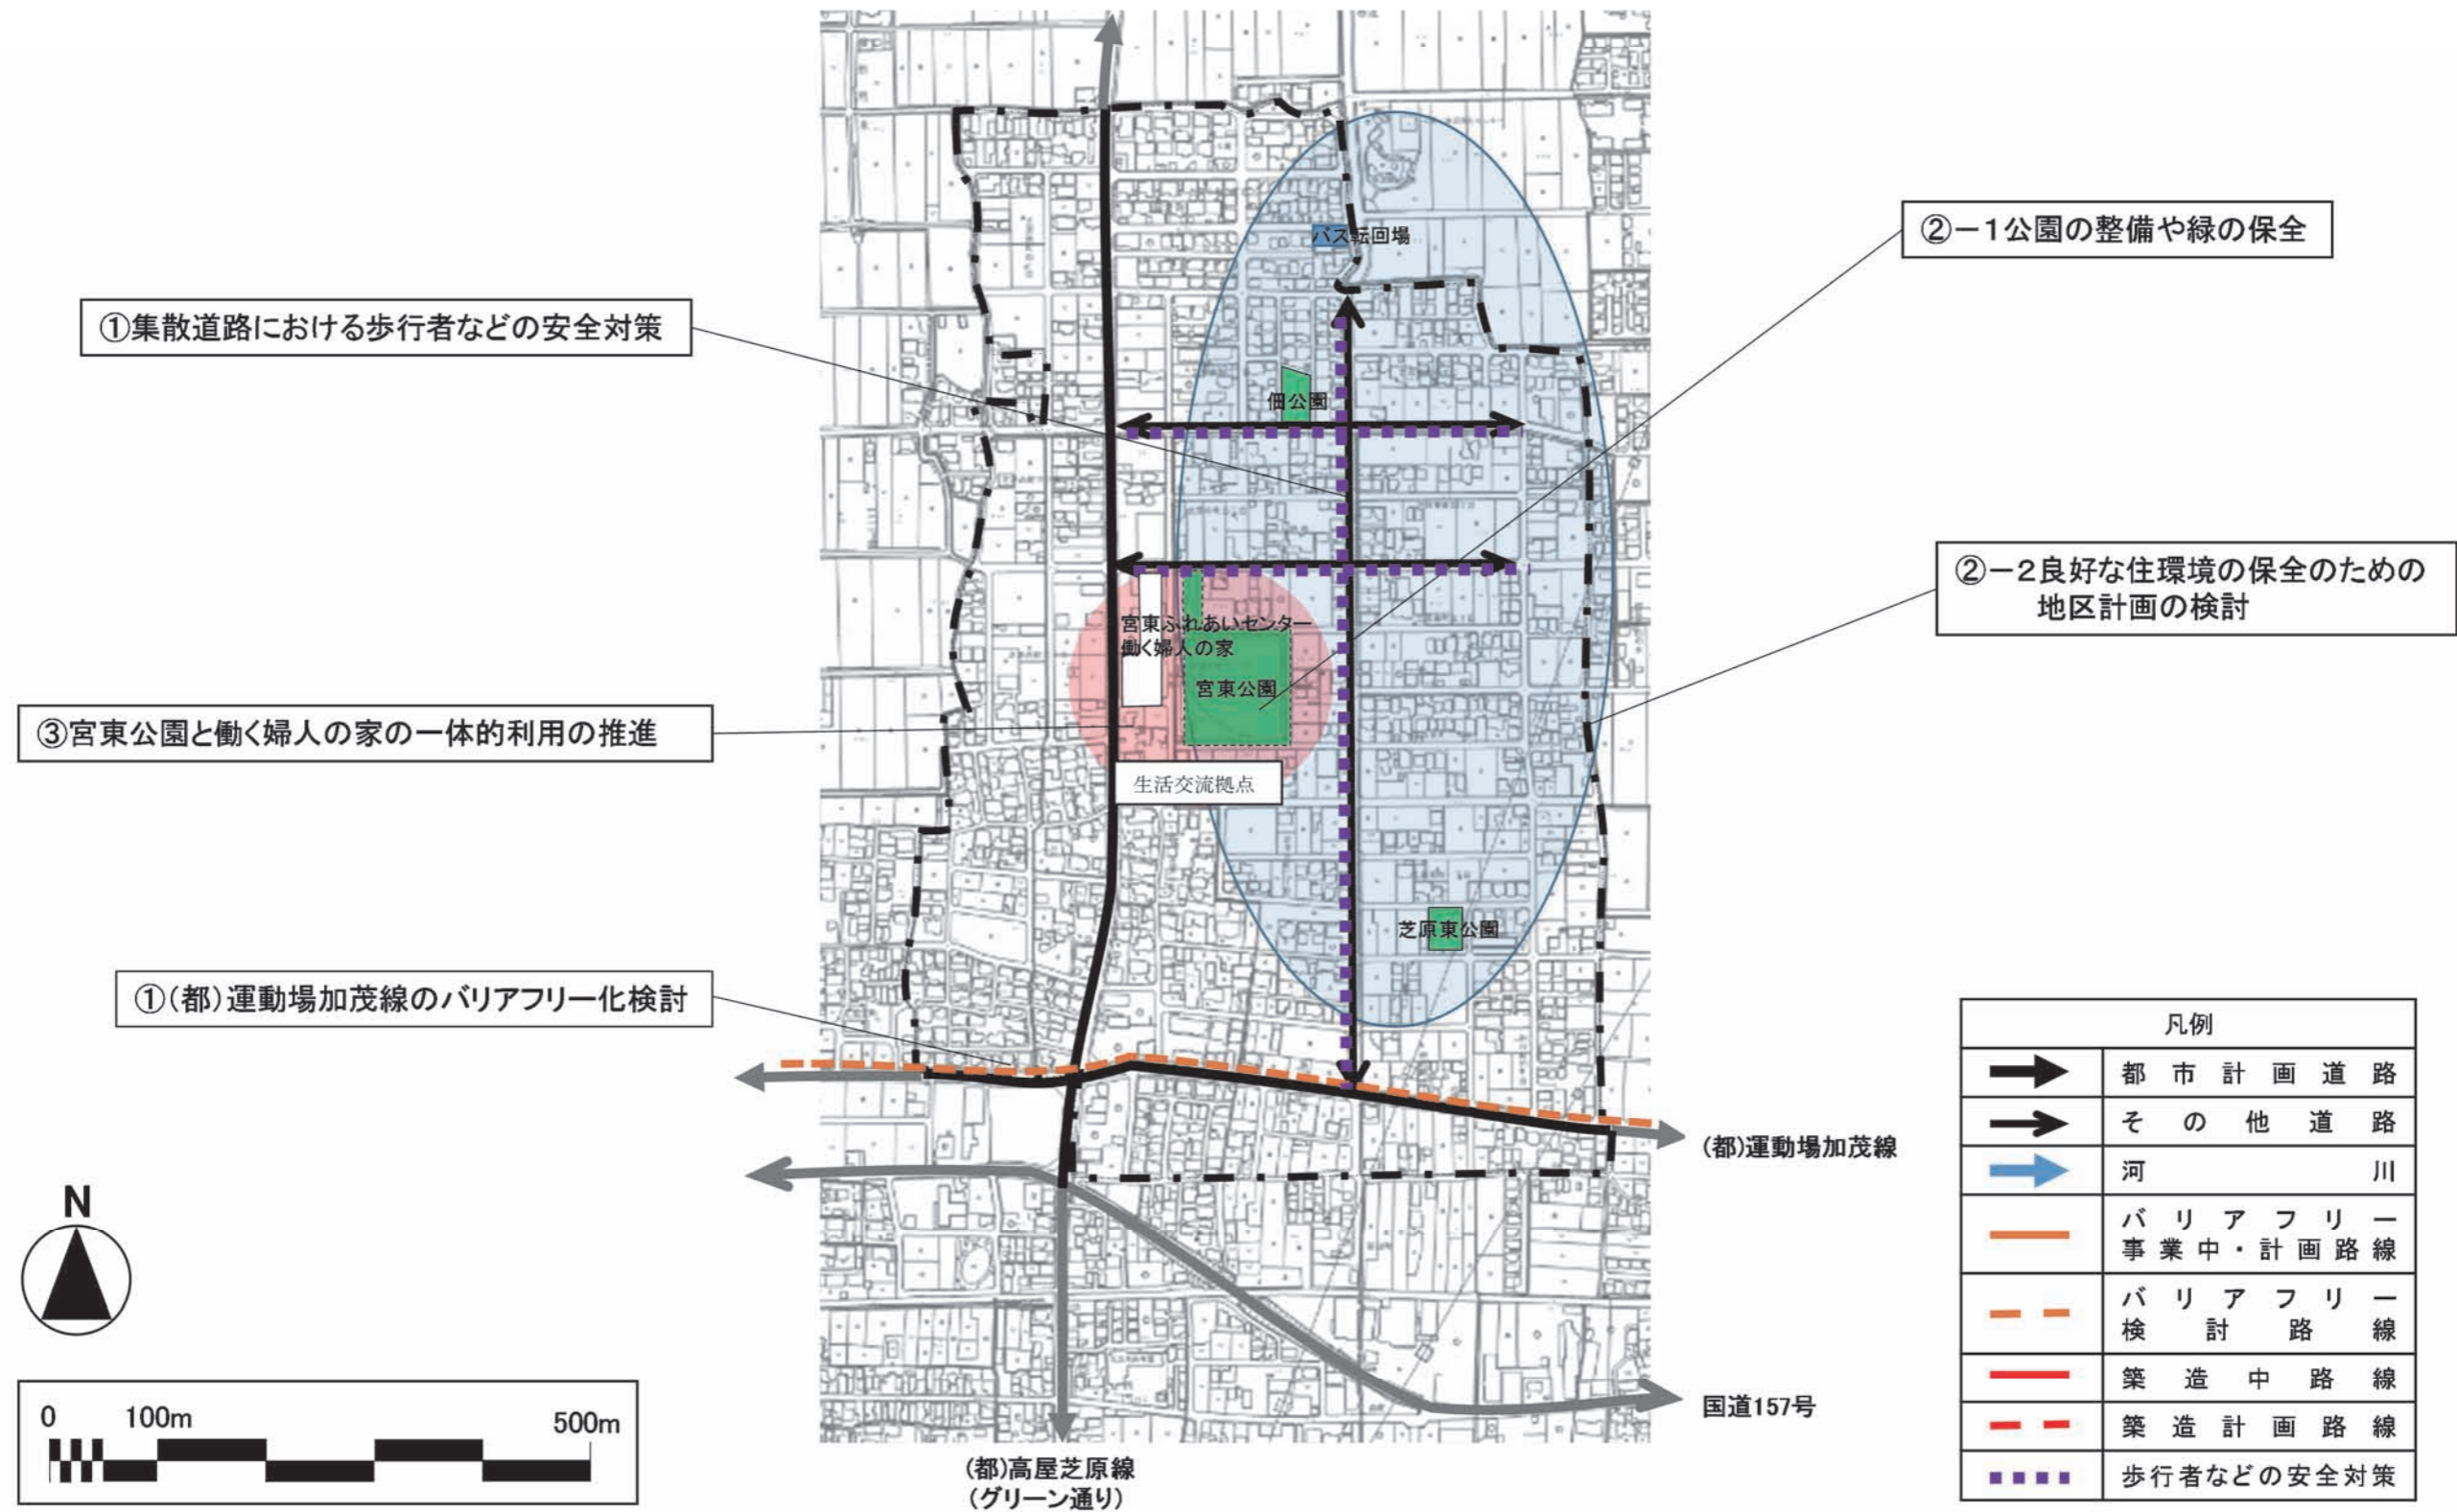 バス転回場
②－1公園の整備や緑の保全
①集散道路における歩行者などの安全対策
佃公園
②－2良好な住環境の保全のための
地区計画の検討
宮東ふれあいセンター
働く婦人の家
宮東公園
③宮東公園と働く婦人の家の一体的利用の推進
生活交流拠点
芝原東公園
①(都)運動場加茂線のバリアフリー化検討
(都)運動場加茂線
国道157号
(都)高屋芝原線
(グリーン通り)
N
0 100m 500m
凡例
都市計画道路
その他道路
河川
バリアフリー
事業中・計画路線
バリアフリー
検討路線
築造中路線
築造計画路線
歩行者などの安全対策